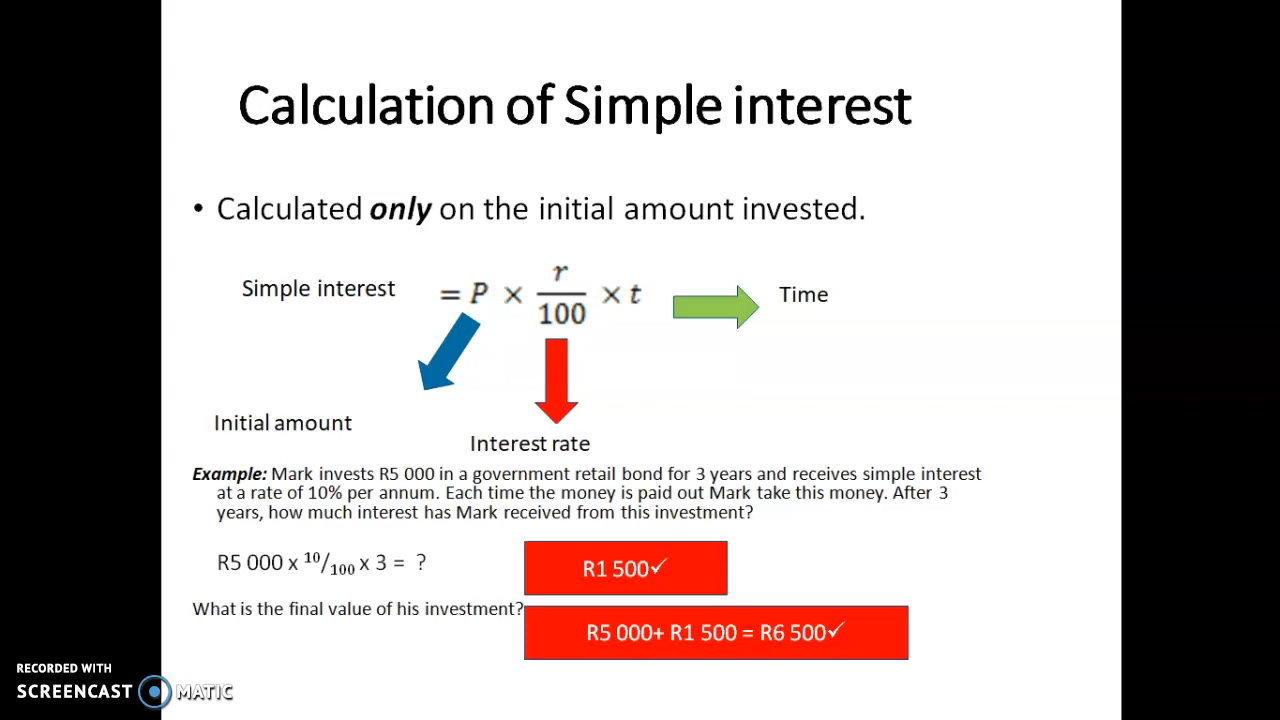 Calculation of Simple interest
• Calculated only on the initial amount invested.
Simple interest = P × r/100 × t Time
Initial amount
Interest rate
Example: Mark invests R5 000 in a government retail bond for 3 years and receives simple interest
at a rate of 10% per annum. Each time the money is paid out Mark take this money. After 3
years, how much interest has Mark received from this investment?
R5 000 x 10/100 x 3 = ? R1 500✓
What is the final value of his investment?
R5 000+ R1 500 = R6 500✓
RECORDED WITH
SCREENCAST MATIC